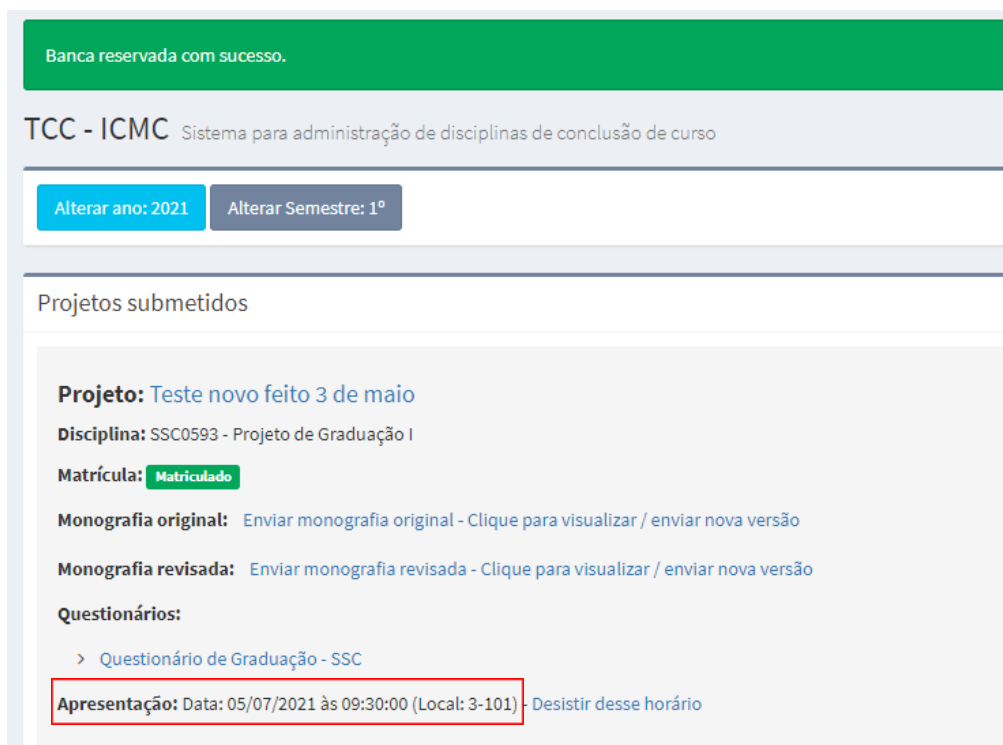 Banca reservada com sucesso.
TCC - ICMC Sistema para administração de disciplinas de conclusão de curso
Alterar ano: 2021 Alterar Semestre: 1º
Projetos submetidos
Projeto: Teste novo feito 3 de maio
Disciplina: SSC0593 - Projeto de Graduação I
Matrícula: Matriculado
Monografia original: Enviar monografia original - Clique para visualizar / enviar nova versão
Monografia revisada: Enviar monografia revisada - Clique para visualizar / enviar nova versão
Questionários:
> Questionário de Graduação - SSC
Apresentação: Data: 05/07/2021 às 09:30:00 (Local: 3-101) - Desistir desse horário